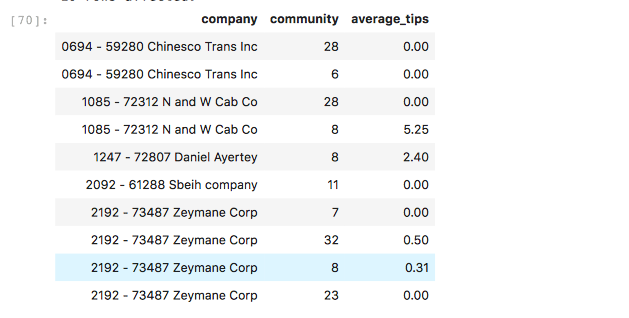 [70]:
company community average_tips
0694 - 59280 Chinesco Trans Inc 28 0.00
0694 - 59280 Chinesco Trans Inc 6 0.00
1085 - 72312 N and W Cab Co 28 0.00
1085 - 72312 N and W Cab Co 8 5.25
1247 - 72807 Daniel Ayertey 8 2.40
2092 - 61288 Sbeih company 11 0.00
2192 - 73487 Zeymane Corp 7 0.00
2192 - 73487 Zeymane Corp 32 0.50
2192 - 73487 Zeymane Corp 8 0.31
2192 - 73487 Zeymane Corp 23 0.00